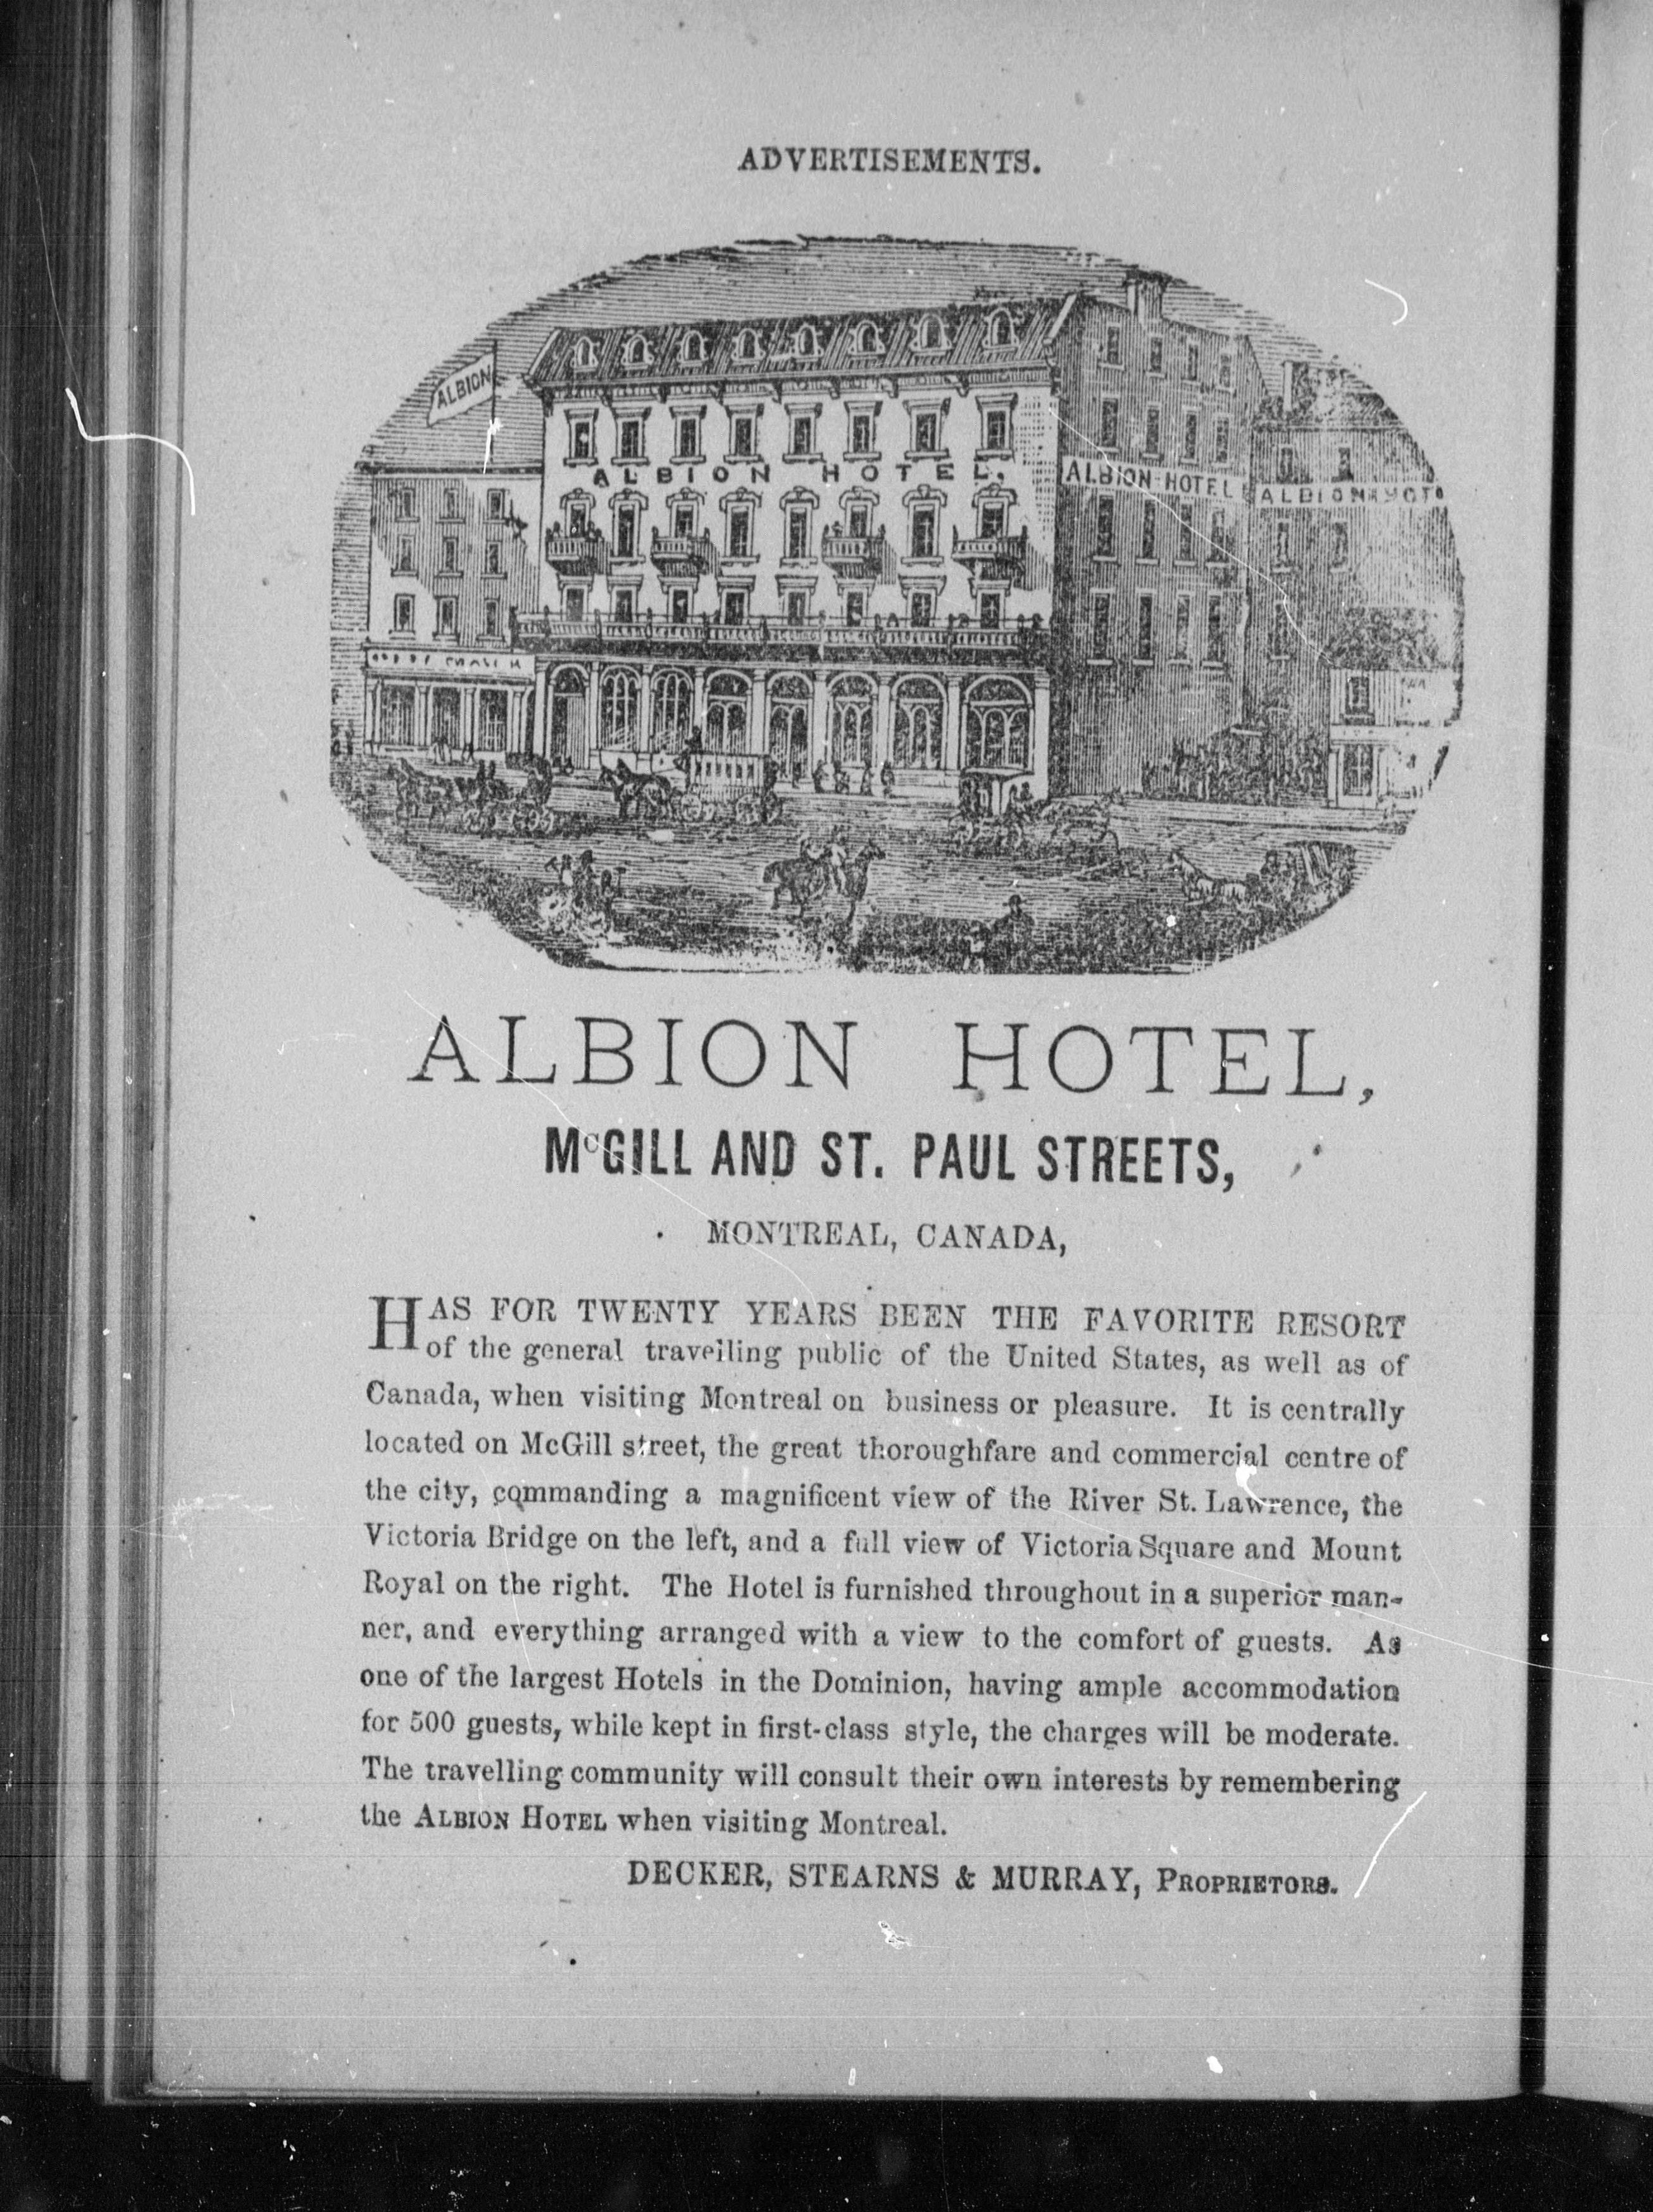 ADVERTISEMENTS.
ALBION
ALBION HOTEL.
ALBION HOTEL
ALBION HOT
ALBION HOTEL,
McGILL AND ST. PAUL STREETS,
MONTREAL, CANADA,
HAS FOR TWENTY YEARS BEEN THE FAVORITE RESORT
of the general travelling public of the United States, as well as of
Canada, when visiting Montreal on business or pleasure. It is centrally
located on McGill street, the great thoroughfare and commercial centre of
the city, commanding a magnificent view of the River St. Lawrence, the
Victoria Bridge on the left, and a full view of Victoria Square and Mount
Royal on the right. The Hotel is furnished throughout in a superior man-
ner, and everything arranged with a view to the comfort of guests. As
one of the largest Hotels in the Dominion, having ample accommodation
for 500 guests, while kept in first-class style, the charges will be moderate.
The travelling community will consult their own interests by remembering
the ALBION HOTEL when visiting Montreal.
DECKER, STEARNS & MURRAY, PROPRIETORS.